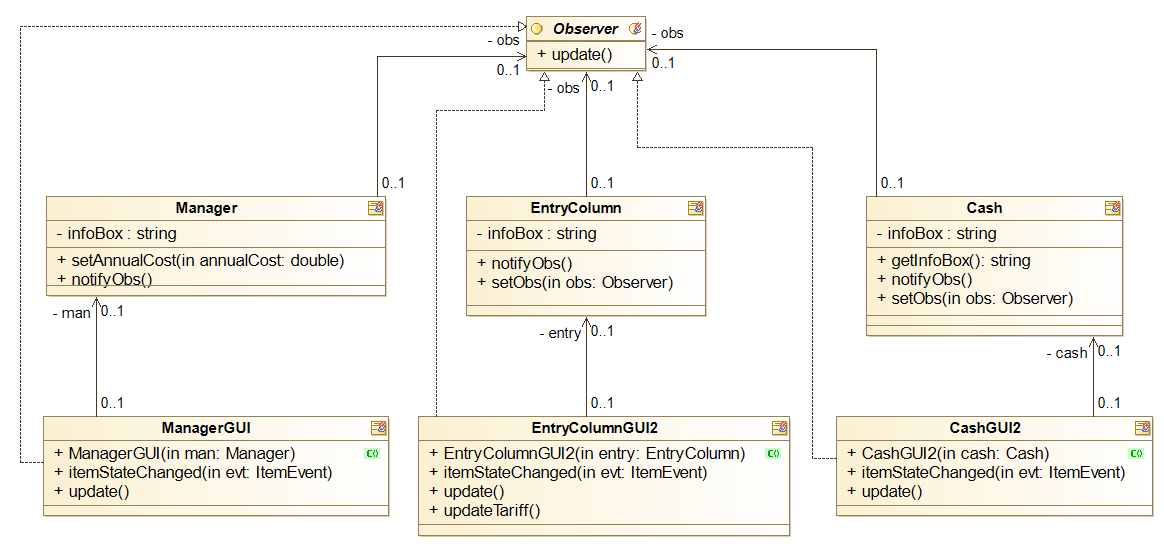 Observer
+ update()
- obs
0..1
- obs
0..1
- obs
0..1
0..1
0..1
0..1
Manager
- infoBox : string
+ setAnnualCost(in annualCost: double)
+ notifyObs()
EntryColumn
- infoBox : string
+ notifyObs()
+ setObs(in obs: Observer)
Cash
- infoBox : string
+ getInfoBox(): string
+ notifyObs()
+ setObs(in obs: Observer)
- man
0..1
- entry
0..1
- cash
0..1
0..1
0..1
0..1
ManagerGUI
+ ManagerGUI(in man: Manager)
+ itemStateChanged(in evt: ItemEvent)
+ update()
EntryColumnGUI2
+ EntryColumnGUI2(in entry: EntryColumn)
+ itemStateChanged(in evt: ItemEvent)
+ update()
+ updateTariff()
CashGUI2
+ CashGUI2(in cash: Cash)
+ itemStateChanged(in evt: ItemEvent)
+ update()